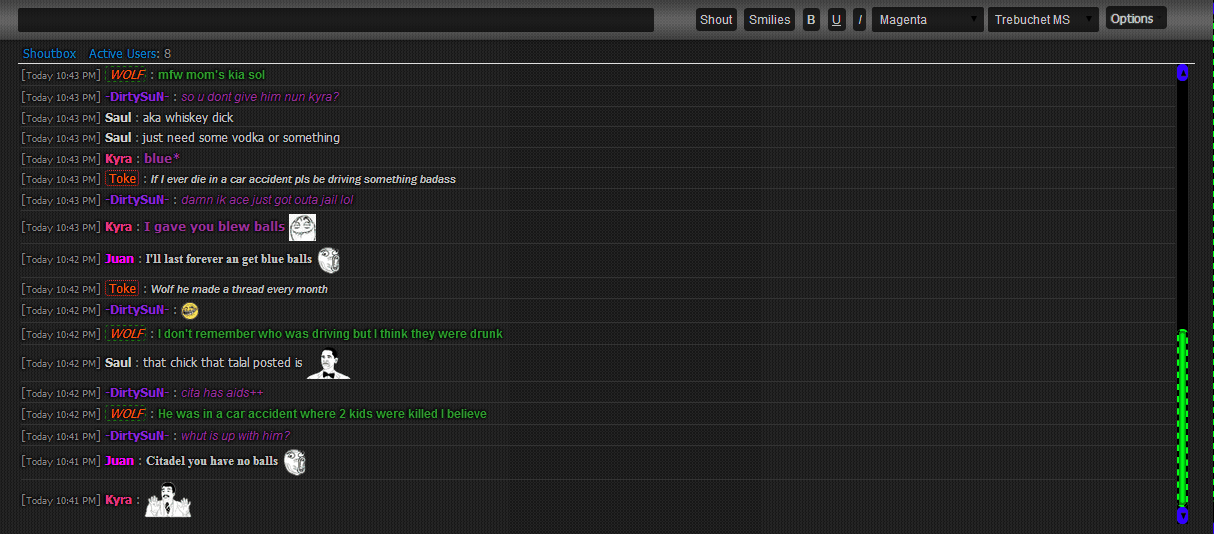 Shout Smilies B U I Magenta Trebuchet MS Options
Shoutbox Active Users: 8
[Today 10:43 PM] WOLF : mfw mom's kia sol
[Today 10:43 PM] -DirtySuN- : so u dont give him nun kyra?
[Today 10:43 PM] Saul : aka whiskey dick
[Today 10:43 PM] Saul : just need some vodka or something
[Today 10:43 PM] Kyra : blue*
[Today 10:43 PM] Toke : If I ever die in a car accident pls be driving something badass
[Today 10:43 PM] -DirtySuN- : damn ik ace just got outa jail lol
[Today 10:43 PM] Kyra : I gave you blew balls
[Today 10:42 PM] Juan : I'll last forever an get blue balls
[Today 10:42 PM] Toke : Wolf he made a thread every month
[Today 10:42 PM] -DirtySuN- :
[Today 10:42 PM] WOLF : I don't remember who was driving but I think they were drunk
[Today 10:42 PM] Saul : that chick that talal posted is
[Today 10:42 PM] -DirtySuN- : cita has aids++
[Today 10:42 PM] WOLF : He was in a car accident where 2 kids were killed I believe
[Today 10:41 PM] -DirtySuN- : whut is up with him?
[Today 10:41 PM] Juan : Citadel you have no balls
[Today 10:41 PM] Kyra :